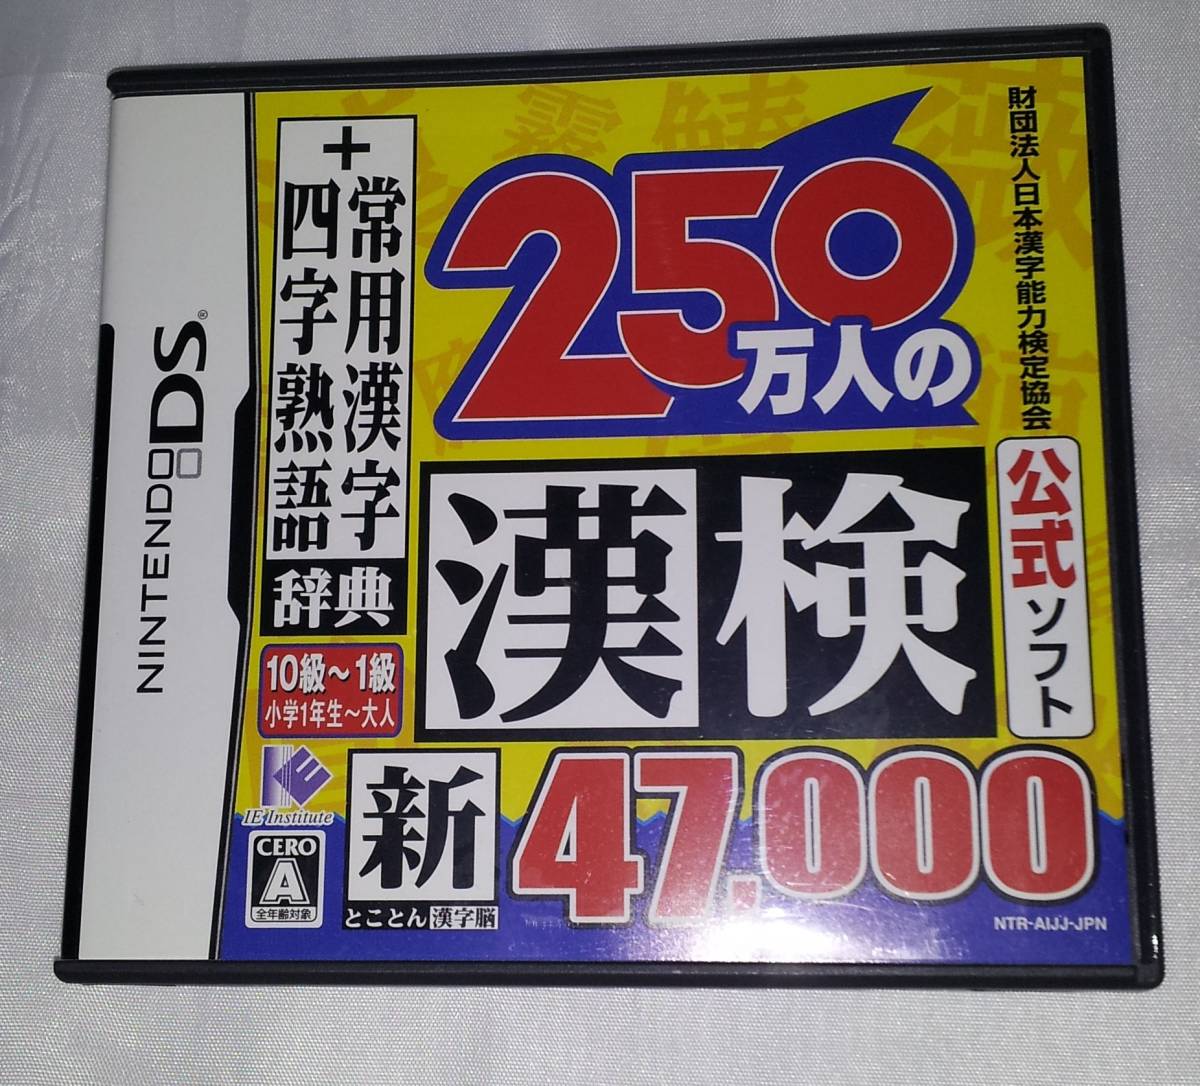 財団法人日本漢字能力検定協会
公式ソフト
250
万人の
漢検
+常用漢字
四字熟語
辞典
10級～1級
小学1年生～大人
IE Institute
CERO
A
全年齢対象
新
とことん漢字脳
47,000
NTR-AIJJ-JPN
NINTENDO DS®